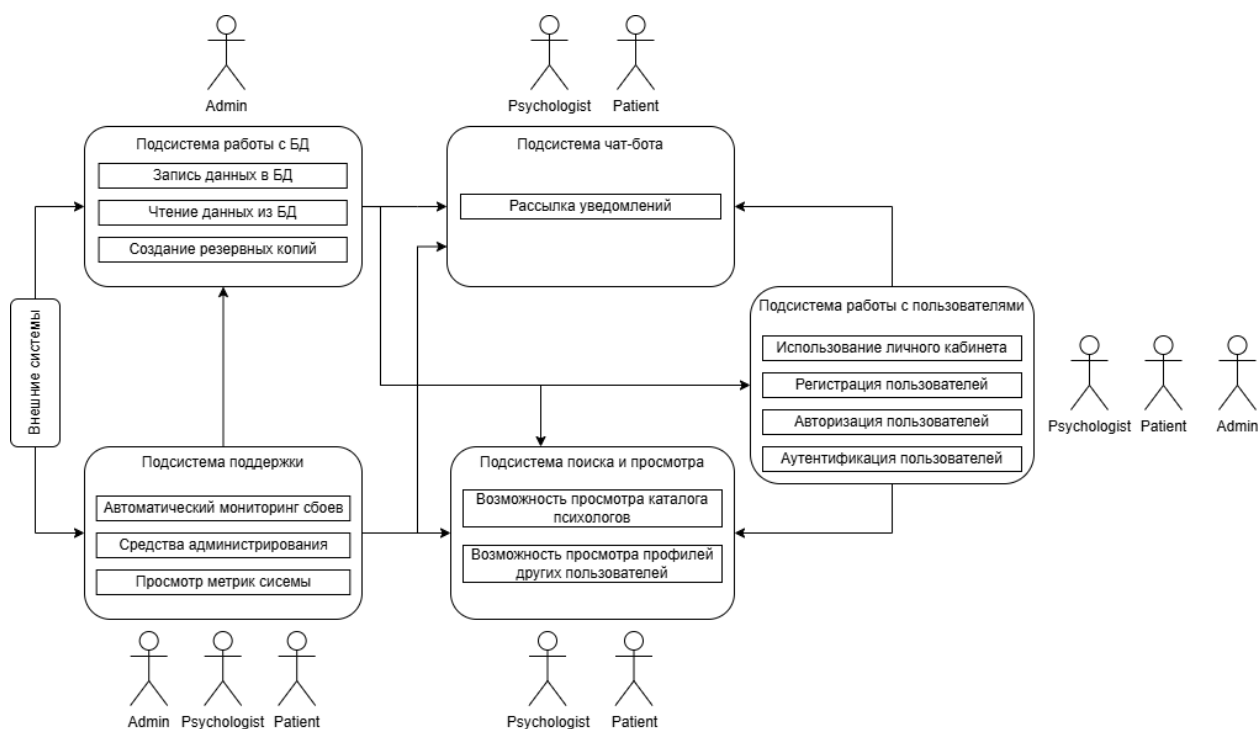 Admin
Psychologist
Patient
Подсистема работы с БД
Запись данных в БД
Чтение данных из БД
Создание резервных копий
Подсистема чат-бота
Рассылка уведомлений
Внешние системы
Подсистема работы с пользователями
Использование личного кабинета
Регистрация пользователей
Авторизация пользователей
Аутентификация пользователей
Psychologist
Patient
Admin
Подсистема поддержки
Автоматический мониторинг сбоев
Средства администрирования
Просмотр метрик сисемы
Подсистема поиска и просмотра
Возможность просмотра каталога
психологов
Возможность просмотра профилей
других пользователей
Admin
Psychologist
Patient
Psychologist
Patient